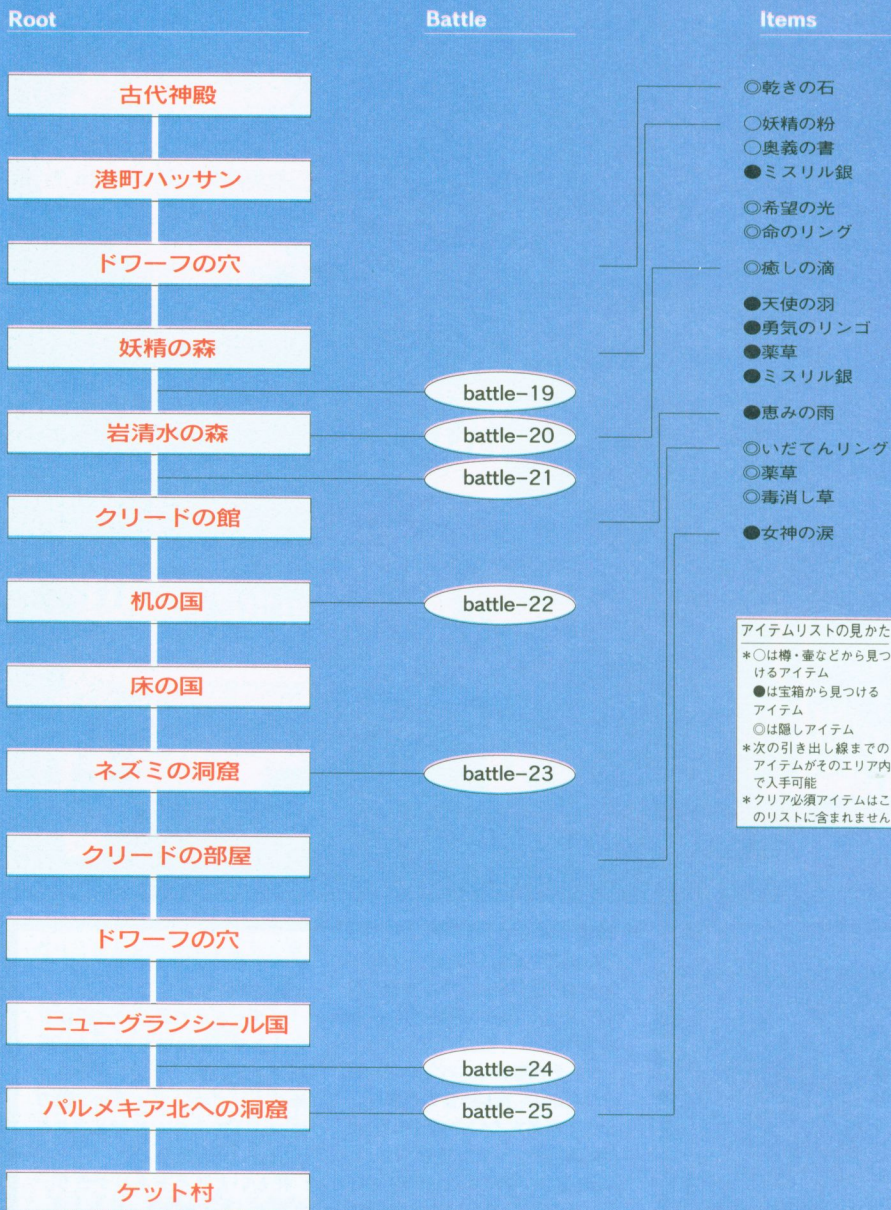 Root
Battle
Items
古代神殿
港町ハッサン
ドワーフの穴
妖精の森
岩清水の森
クリードの館
机の国
床の国
ネズミの洞窟
クリードの部屋
ドワーフの穴
ニューグランシール国
パルメキア北への洞窟
ケット村
battle-19
battle-20
battle-21
battle-22
battle-23
battle-24
battle-25
◎乾きの石
○妖精の粉
○奥義の書
●ミスリル銀
◎希望の光
◎命のリング
◎癒しの滴
●天使の羽
●勇気のリンゴ
●薬草
●ミスリル銀
●恵みの雨
◎いだてんリング
◎薬草
◎毒消し草
●女神の涙
アイテムリストの見かた
*○は樽・壷などから見つ
けるアイテム
●は宝箱から見つける
アイテム
◎は隠しアイテム
*次の引き出し線までの
アイテムがそのエリア内
で入手可能
*クリア必須アイテムはこ
のリストに含まれません